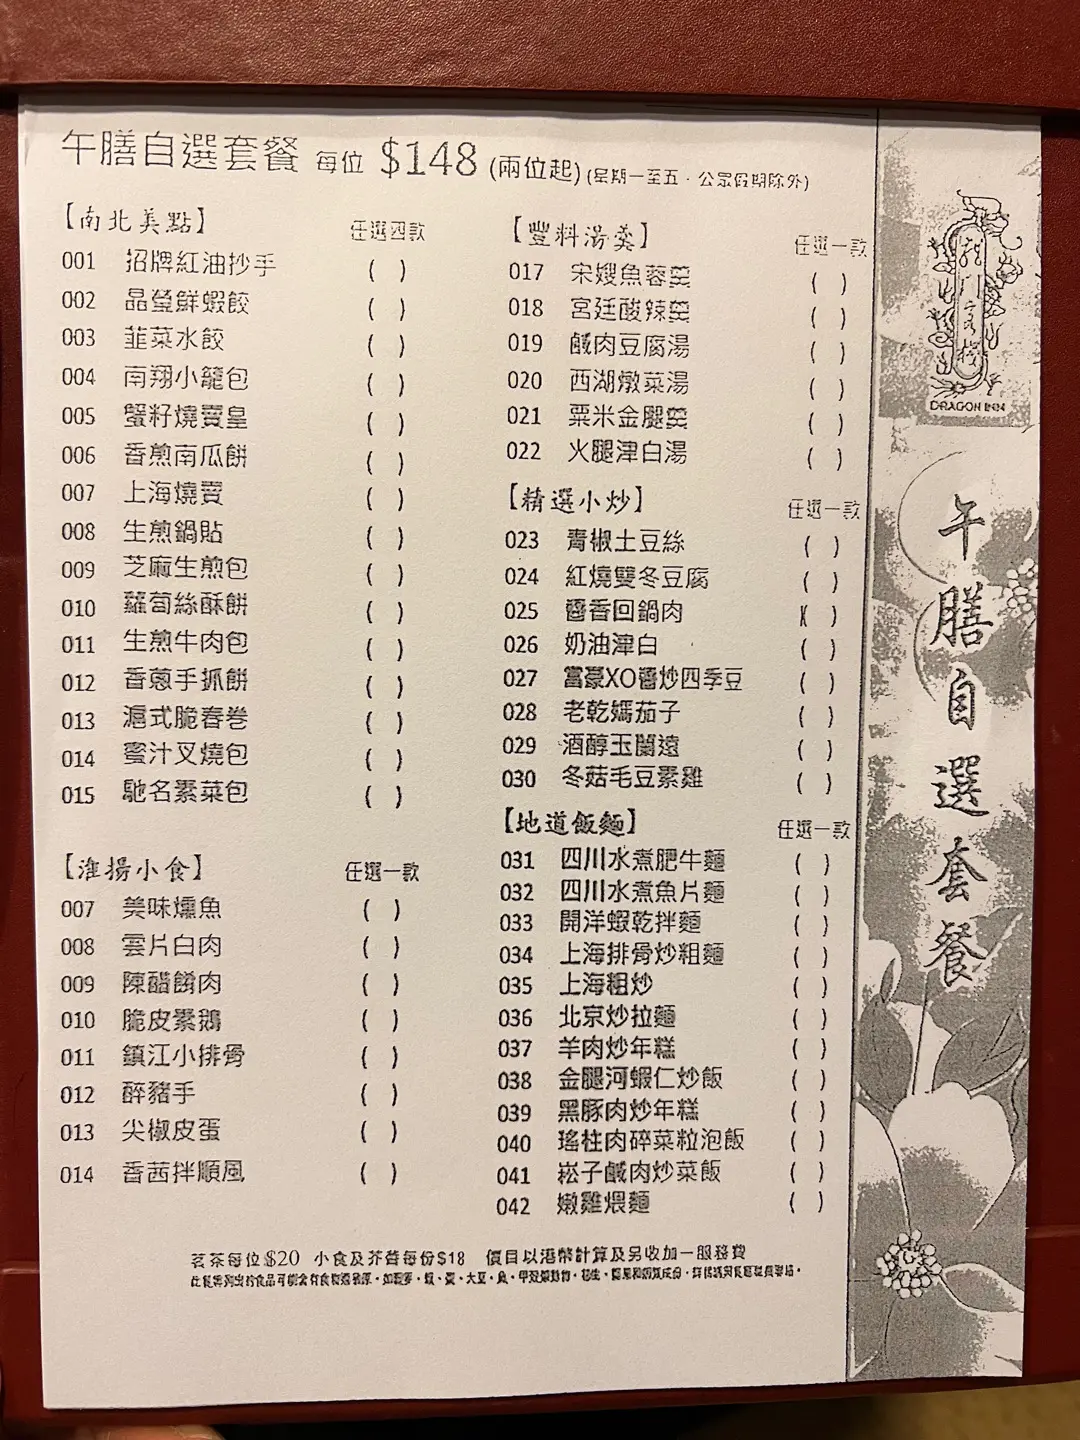 午膳自選套餐 每位 $148 (兩位起) (星期一至五．公眾假期除外)
【南北美點】 任選四款
001 招牌紅油抄手 ( )
002 晶瑩鮮蝦餃 ( )
003 韮菜水餃 ( )
004 南翔小籠包 ( )
005 蟹籽燒賣皇 ( )
006 香煎南瓜餅 ( )
007 上海燒賣 ( )
008 生煎鍋貼 ( )
009 芝麻生煎包 ( )
010 蘿蔔絲酥餅 ( )
011 生煎牛肉包 ( )
012 香蔥手抓餅 ( )
013 滬式脆春卷 ( )
014 蜜汁叉燒包 ( )
015 馳名素菜包 ( )
【淮揚小食】 任選一款
007 美味燻魚 ( )
008 雲片白肉 ( )
009 陳醋餚肉 ( )
010 脆皮素鵝 ( )
011 鎮江小排骨 ( )
012 醉豬手 ( )
013 尖椒皮蛋 ( )
014 香茜拌順風 ( )
【豐料湯羹】 任選一款
017 宋嫂魚蓉羹 ( )
018 宮廷酸辣羹 ( )
019 鹹肉豆腐湯 ( )
020 西湖燉菜湯 ( )
021 粟米金腿羹 ( )
022 火腿津白湯 ( )
【精選小炒】 任選一款
023 青椒土豆絲 ( )
024 紅燒雙冬豆腐 ( )
025 醬香回鍋肉 ( )
026 奶油津白 ( )
027 富豪XO醬炒四季豆 ( )
028 老乾媽茄子 ( )
029 酒醇玉蘭遠 ( )
030 冬菇毛豆素雞 ( )
【地道飯麵】 任選一款
031 四川水煮肥牛麵 ( )
032 四川水煮魚片麵 ( )
033 開洋蝦乾拌麵 ( )
034 上海排骨炒粗麵 ( )
035 上海粗炒 ( )
036 北京炒拉麵 ( )
037 羊肉炒年糕 ( )
038 金腿河蝦仁炒飯 ( )
039 黑豚肉炒年糕 ( )
040 瑤柱肉碎菜粒泡飯 ( )
041 崧子鹹肉炒菜飯 ( )
042 嫩雞煨麵 ( )
茗茶每位$20 小食及芥醬每份$18 價目以港幣計算及另收加一服務費
龍門客棧
DRAGON INN
午膳自選套餐